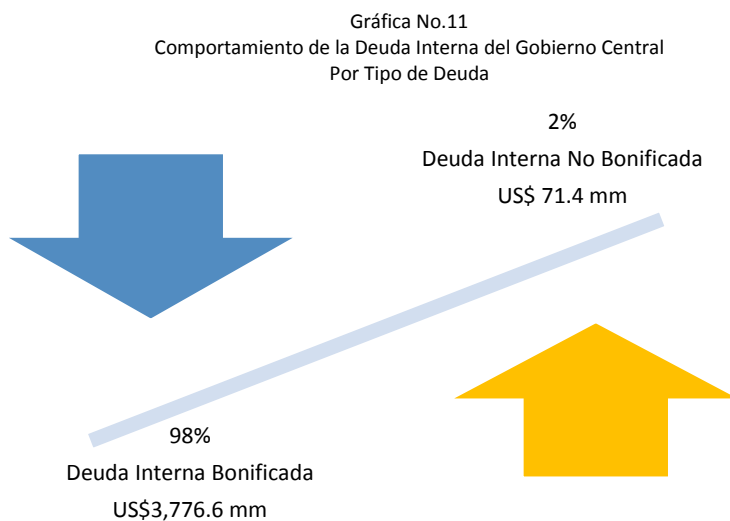 Gráfica No.11
Comportamiento de la Deuda Interna del Gobierno Central
Por Tipo de Deuda
2%
Deuda Interna No Bonificada
US$ 71.4 mm
98%
Deuda Interna Bonificada
US$3,776.6 mm